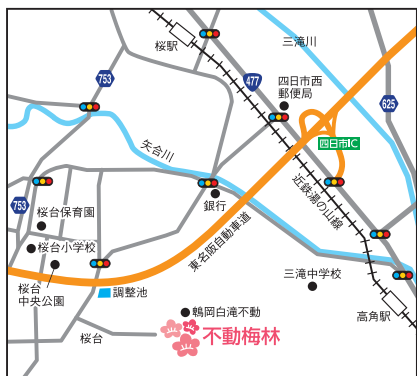 桜駅
三滝川
753
477
四日市西
郵便局
625
四日市IC
矢合川
近鉄湯の山線
753
銀行
桜台保育園
東名阪自動車道
桜台小学校
桜台
中央公園
調整池
三滝中学校
高角駅
鶴岡白滝不動
桜台
不動梅林